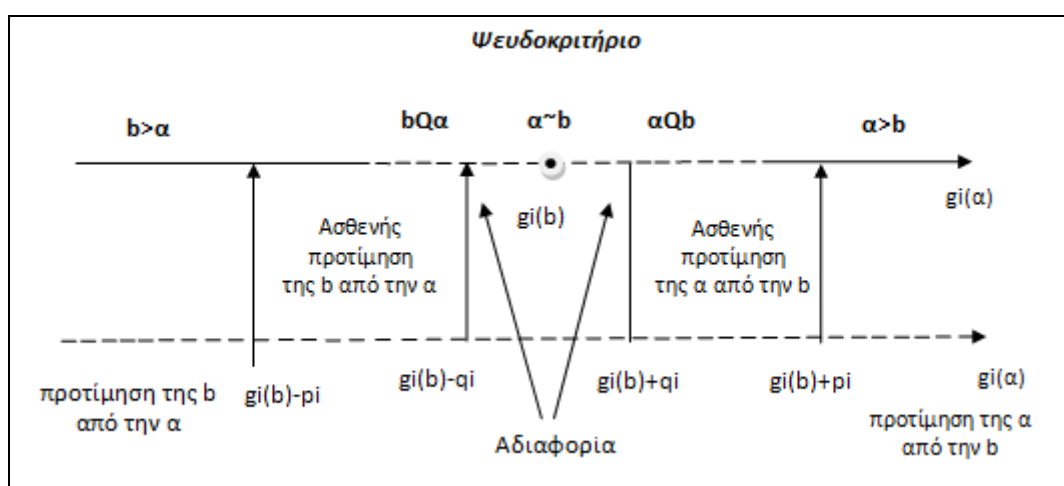 Ψευδοκριτήριο
b>α bQα α~b αQb α>b
gi(α)
gi(b)
Ασθενής
προτίμηση
της b από την α
Ασθενής
προτίμηση
της α από την b
gi(b)-pi gi(b)-qi gi(b)+qi gi(b)+pi gi(α)
προτίμηση της b
από την α
Αδιαφορία
προτίμηση της α
από την b